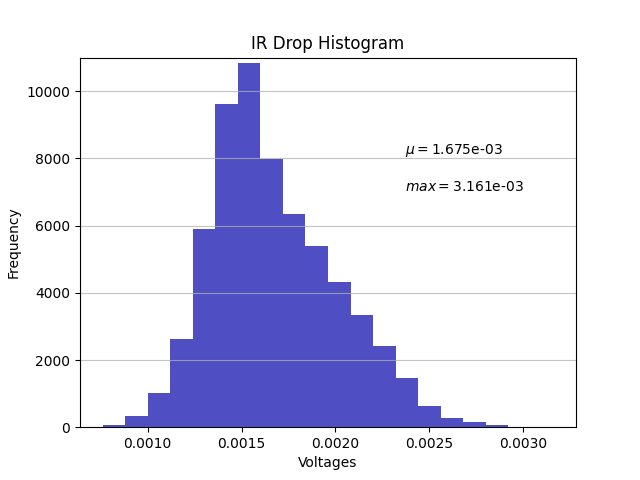 IR Drop Histogram
10000
8000
6000
4000
2000
0
Frequency
μ = 1.675e-03
max = 3.161e-03
0.0010 0.0015 0.0020 0.0025 0.0030
Voltages